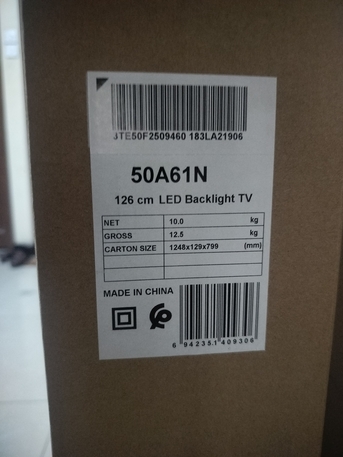 3TE50F2509460 183LA21906
50A61N
126 cm LED Backlight TV
NET 10.0 kg
GROSS 12.5 kg
CARTON SIZE 1248x129x799 (mm)
MADE IN CHINA
6 942351 409306